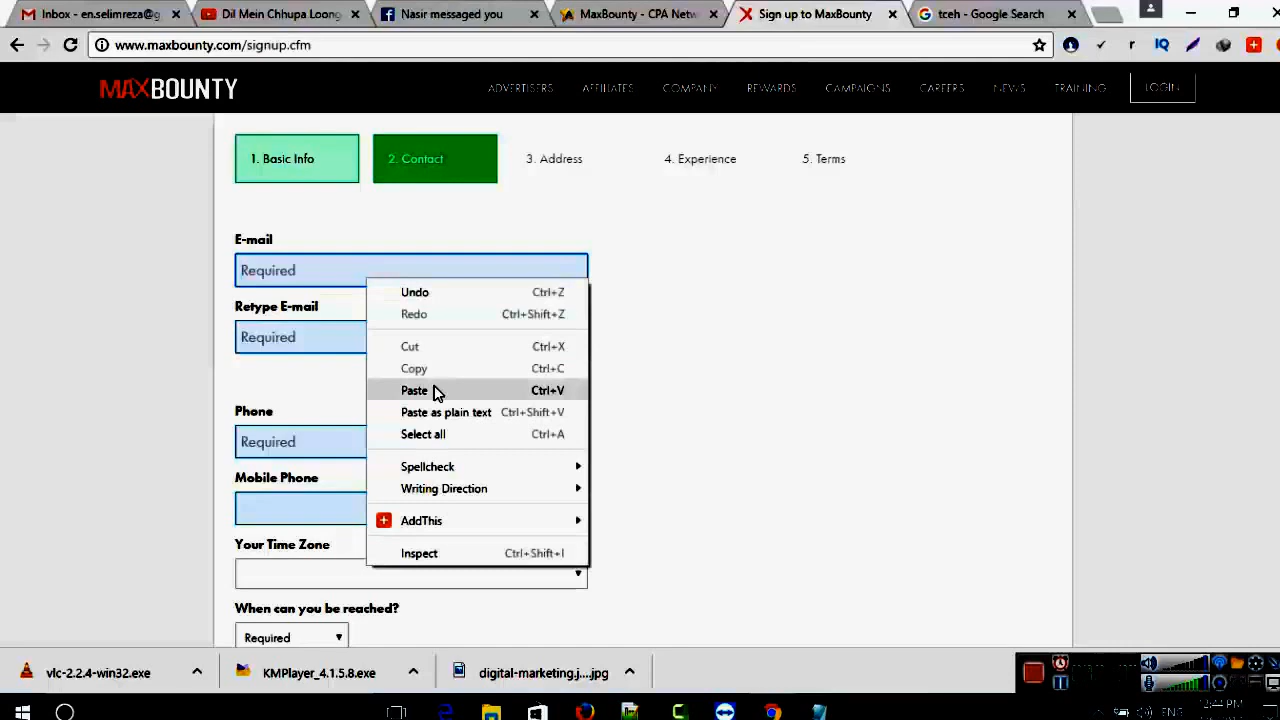 Inbox - en.selimreza@g
Dil Mein Chhupa Loong
Nasir messaged you
MaxBounty - CPA Netw
Sign up to MaxBounty
tceh - Google Search
www.maxbounty.com/signup.cfm
MAXBOUNTY
ADVERTISERS AFFILIATES COMPANY REWARDS CAMPAIGNS CAREERS NEWS TRAINING LOGIN
1. Basic Info 2. Contact 3. Address 4. Experience 5. Terms
E-mail
Required
Retype E-mail
Required
Phone
Required
Mobile Phone
Your Time Zone
When can you be reached?
Required
Undo Ctrl+Z
Redo Ctrl+Shift+Z
Cut Ctrl+X
Copy Ctrl+C
Paste Ctrl+V
Paste as plain text Ctrl+Shift+V
Select all Ctrl+A
Spellcheck
Writing Direction
AddThis
Inspect Ctrl+Shift+I
vlc-2.2.4-win32.exe
KMPlayer_4.1.5.8.exe
digital-marketing.j....jpg
ENG